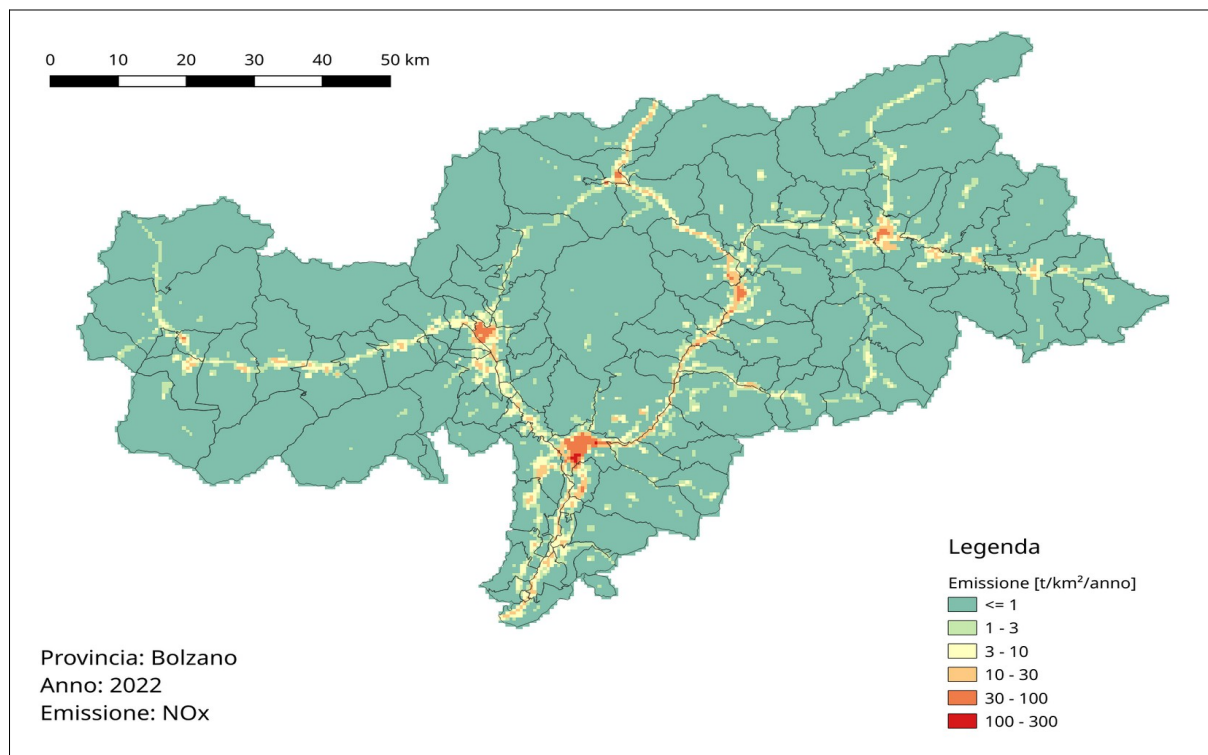 0 10 20 30 40 50 km
Legenda
Emissione [t/km²/anno]
<= 1
1 - 3
3 - 10
10 - 30
30 - 100
100 - 300
Provincia: Bolzano
Anno: 2022
Emissione: NOx